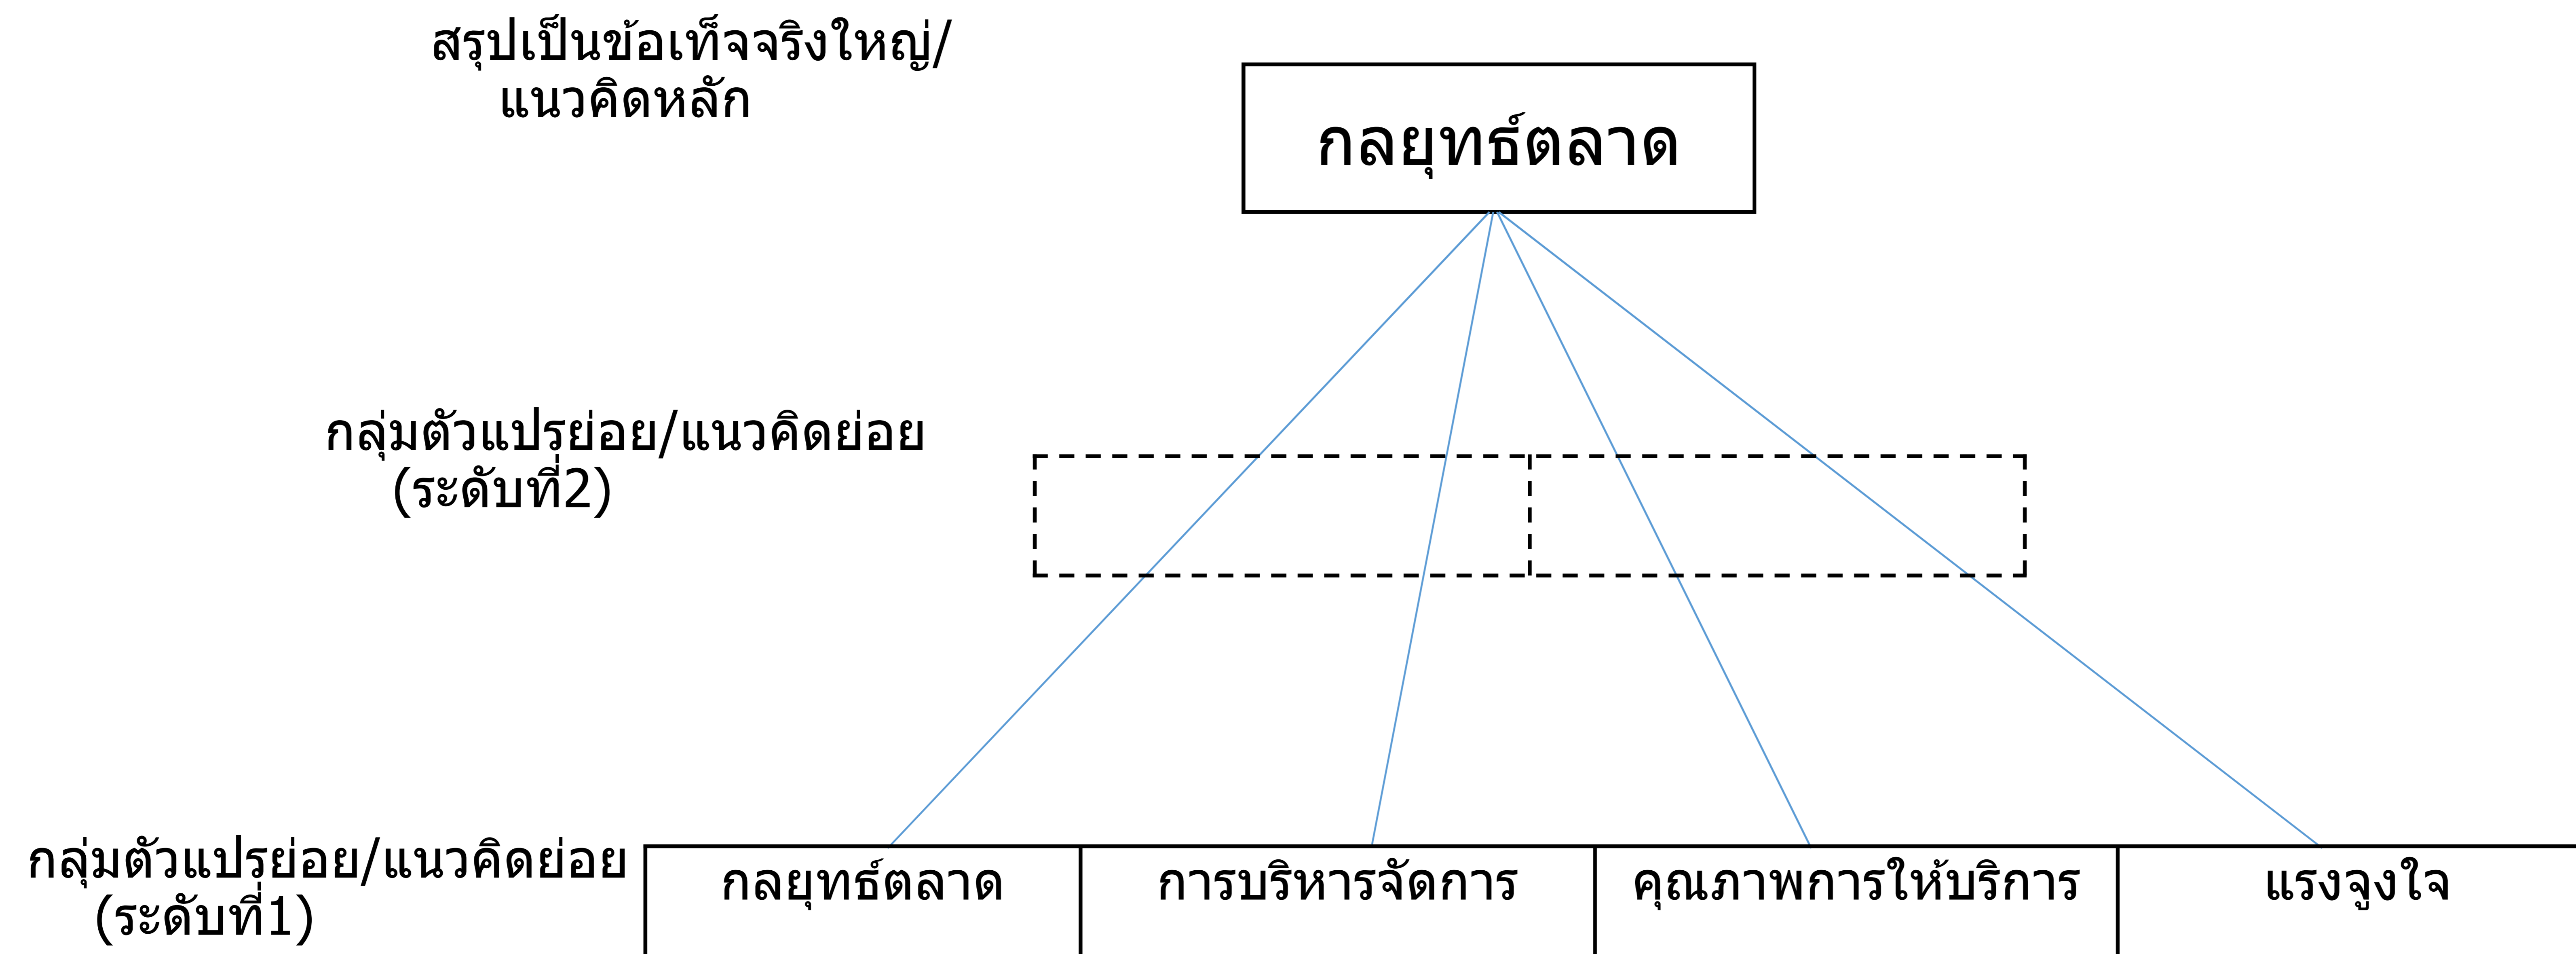 สรุปเป็นข้อเท็จจริงใหญ่/
แนวคิดหลัก
กลยุทธ์ตลาด
กลุ่มตัวแปรย่อย/แนวคิดย่อย
(ระดับที่2)
กลุ่มตัวแปรย่อย/แนวคิดย่อย
(ระดับที่1)
กลยุทธ์ตลาด
การบริหารจัดการ
คุณภาพการให้บริการ
แรงจูงใจ